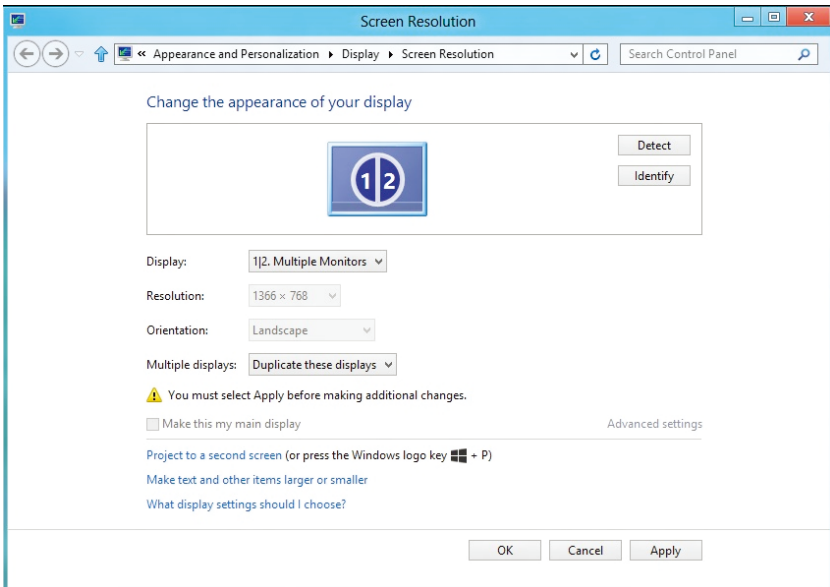 Screen Resolution
« Appearance and Personalization Display Screen Resolution
Search Control Panel
Change the appearance of your display
1 2
Detect
Identify
Display: 1|2. Multiple Monitors
Resolution: 1366 × 768
Orientation: Landscape
Multiple displays: Duplicate these displays
You must select Apply before making additional changes.
Make this my main display
Advanced settings
Project to a second screen (or press the Windows logo key + P)
Make text and other items larger or smaller
What display settings should I choose?
OK Cancel Apply